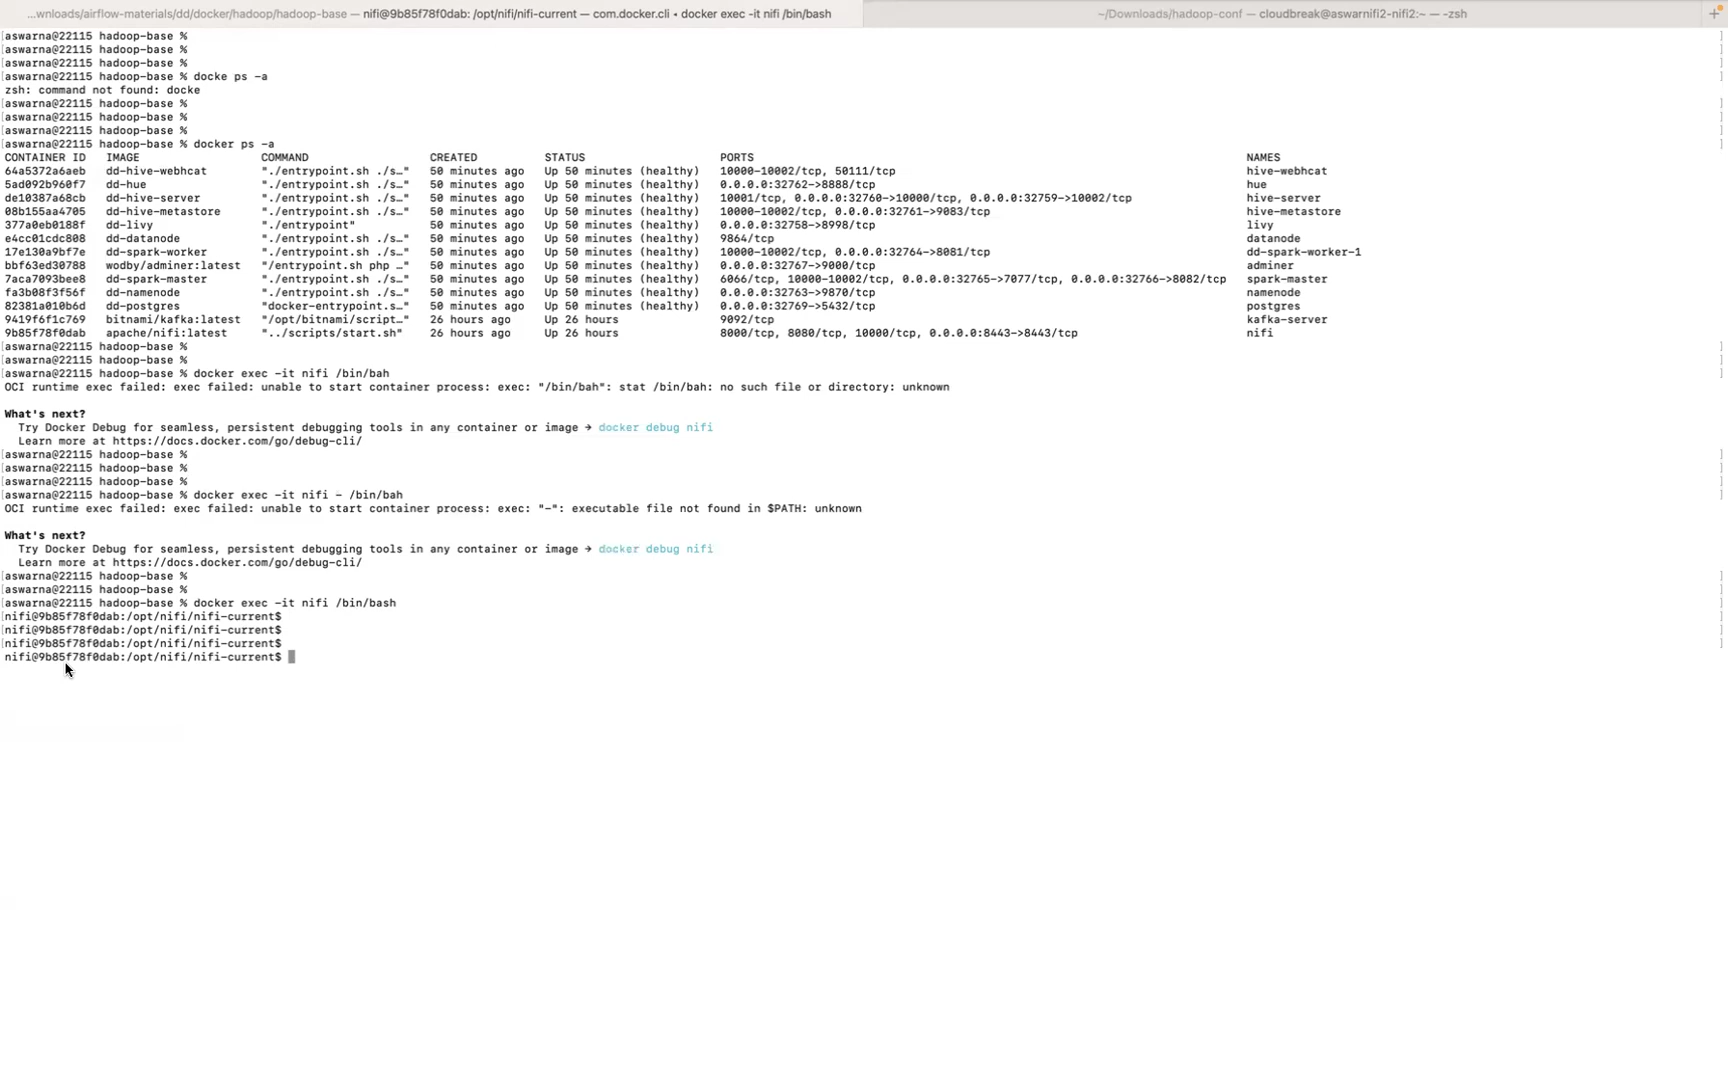 ...wnloads/airflow-materials/dd/docker/hadoop/hadoop-base — nifi@9b85f78f0dab: /opt/nifi/nifi-current — com.docker.cli ◂ docker exec -it nifi /bin/bash
~/Downloads/hadoop-conf — cloudbreak@aswarnifi2-nifi2:~ — -zsh
+
[aswarna@22115 hadoop-base %
[aswarna@22115 hadoop-base % ]
[aswarna@22115 hadoop-base % ]
[aswarna@22115 hadoop-base % docke ps -a ]
zsh: command not found: docke
[aswarna@22115 hadoop-base % ]
[aswarna@22115 hadoop-base % ]
[aswarna@22115 hadoop-base % ]
[aswarna@22115 hadoop-base % docker ps -a ]
CONTAINER ID IMAGE COMMAND CREATED STATUS PORTS NAMES
64a5372a6aeb dd-hive-webhcat "./entrypoint.sh ./s…" 50 minutes ago Up 50 minutes (healthy) 10000-10002/tcp, 50111/tcp hive-webhcat
5ad092b960f7 dd-hue "./entrypoint.sh ./s…" 50 minutes ago Up 50 minutes (healthy) 0.0.0.0:32762->8888/tcp hue
de10387a68cb dd-hive-server "./entrypoint.sh ./s…" 50 minutes ago Up 50 minutes (healthy) 10001/tcp, 0.0.0.0:32760->10000/tcp, 0.0.0.0:32759->10002/tcp hive-server
08b155aa4705 dd-hive-metastore "./entrypoint.sh ./s…" 50 minutes ago Up 50 minutes (healthy) 10000-10002/tcp, 0.0.0.0:32761->9083/tcp hive-metastore
377a0eb0188f dd-livy "./entrypoint" 50 minutes ago Up 50 minutes (healthy) 0.0.0.0:32758->8998/tcp livy
e4cc01cdc808 dd-datanode "./entrypoint.sh ./s…" 50 minutes ago Up 50 minutes (healthy) 9864/tcp datanode
17e130a9bf7e dd-spark-worker "./entrypoint.sh ./s…" 50 minutes ago Up 50 minutes (healthy) 10000-10002/tcp, 0.0.0.0:32764->8081/tcp dd-spark-worker-1
bbf63ed30788 wodby/adminer:latest "/entrypoint.sh php …" 50 minutes ago Up 50 minutes (healthy) 0.0.0.0:32767->9000/tcp adminer
7aca7093bee8 dd-spark-master "./entrypoint.sh ./s…" 50 minutes ago Up 50 minutes (healthy) 6066/tcp, 10000-10002/tcp, 0.0.0.0:32765->7077/tcp, 0.0.0.0:32766->8082/tcp spark-master
fa3b08f3f56f dd-namenode "./entrypoint.sh ./s…" 50 minutes ago Up 50 minutes (healthy) 0.0.0.0:32763->9870/tcp namenode
82381a010b6d dd-postgres "docker-entrypoint.s…" 50 minutes ago Up 50 minutes (healthy) 0.0.0.0:32769->5432/tcp postgres
9419f6f1c769 bitnami/kafka:latest "/opt/bitnami/script…" 26 hours ago Up 26 hours 9092/tcp kafka-server
9b85f78f0dab apache/nifi:latest "../scripts/start.sh" 26 hours ago Up 26 hours 8000/tcp, 8080/tcp, 10000/tcp, 0.0.0.0:8443->8443/tcp nifi
[aswarna@22115 hadoop-base % ]
[aswarna@22115 hadoop-base % ]
[aswarna@22115 hadoop-base % docker exec -it nifi /bin/bah ]
OCI runtime exec failed: exec failed: unable to start container process: exec: "/bin/bah": stat /bin/bah: no such file or directory: unknown
What's next?
Try Docker Debug for seamless, persistent debugging tools in any container or image → docker debug nifi
Learn more at https://docs.docker.com/go/debug-cli/
[aswarna@22115 hadoop-base % ]
[aswarna@22115 hadoop-base % ]
[aswarna@22115 hadoop-base % ]
[aswarna@22115 hadoop-base % docker exec -it nifi - /bin/bah ]
OCI runtime exec failed: exec failed: unable to start container process: exec: "-": executable file not found in $PATH: unknown
What's next?
Try Docker Debug for seamless, persistent debugging tools in any container or image → docker debug nifi
Learn more at https://docs.docker.com/go/debug-cli/
[aswarna@22115 hadoop-base % ]
[aswarna@22115 hadoop-base % ]
[aswarna@22115 hadoop-base % docker exec -it nifi /bin/bash ]
[nifi@9b85f78f0dab:/opt/nifi/nifi-current$ ]
[nifi@9b85f78f0dab:/opt/nifi/nifi-current$ ]
[nifi@9b85f78f0dab:/opt/nifi/nifi-current$ ]
nifi@9b85f78f0dab:/opt/nifi/nifi-current$